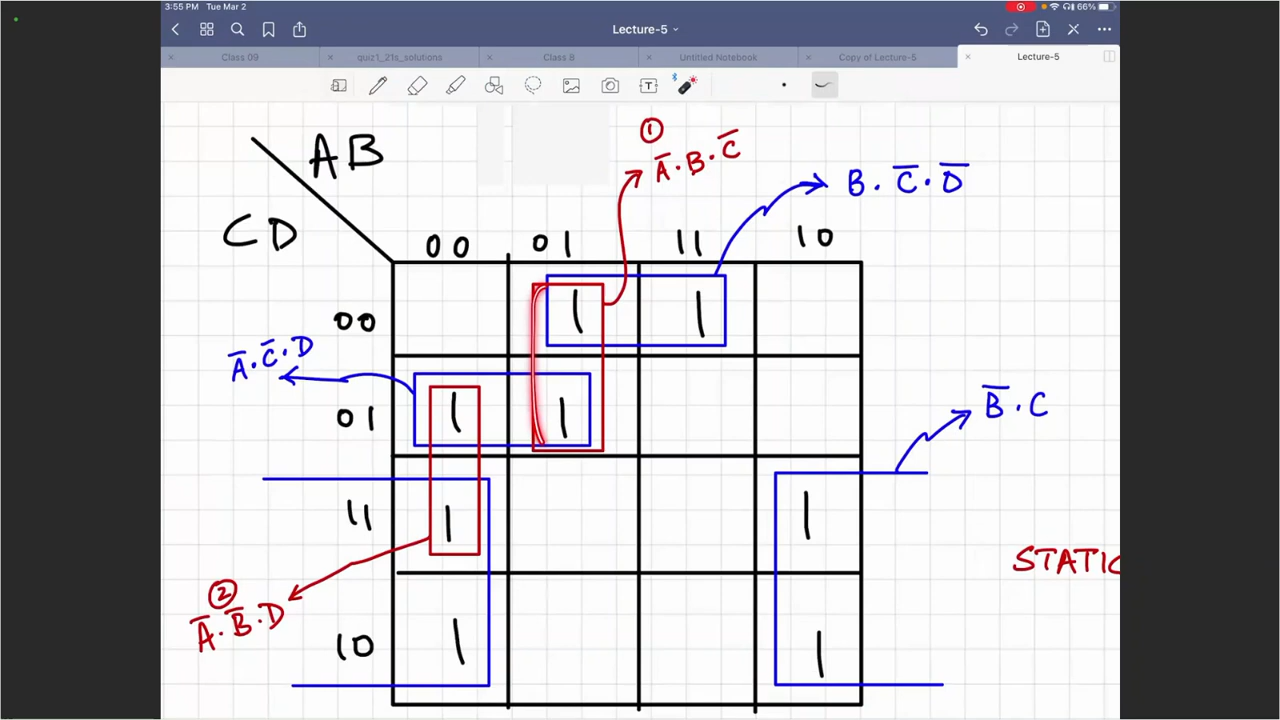 3:55 PM Tue Mar 2
66%
Lecture-5
Class 09
quiz1_21s_solutions
Class 8
Untitled Notebook
Copy of Lecture-5
Lecture-5
T
①
A̅·B·C̅
AB
B·C̅·D̅
CD
00 01 11 10
00 1 1
A̅·C̅·D
01 1 1
B̅·C
11 1 1
STATIC
②
A̅·B̅·D
10 1 1